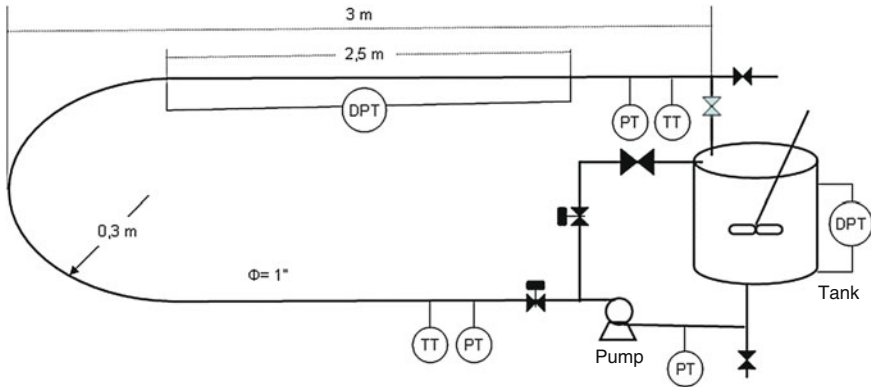 3 m
2,5 m
DPT
PT
TT
DPT
0,3 m
Φ= 1"
TT
PT
Pump
PT
Tank